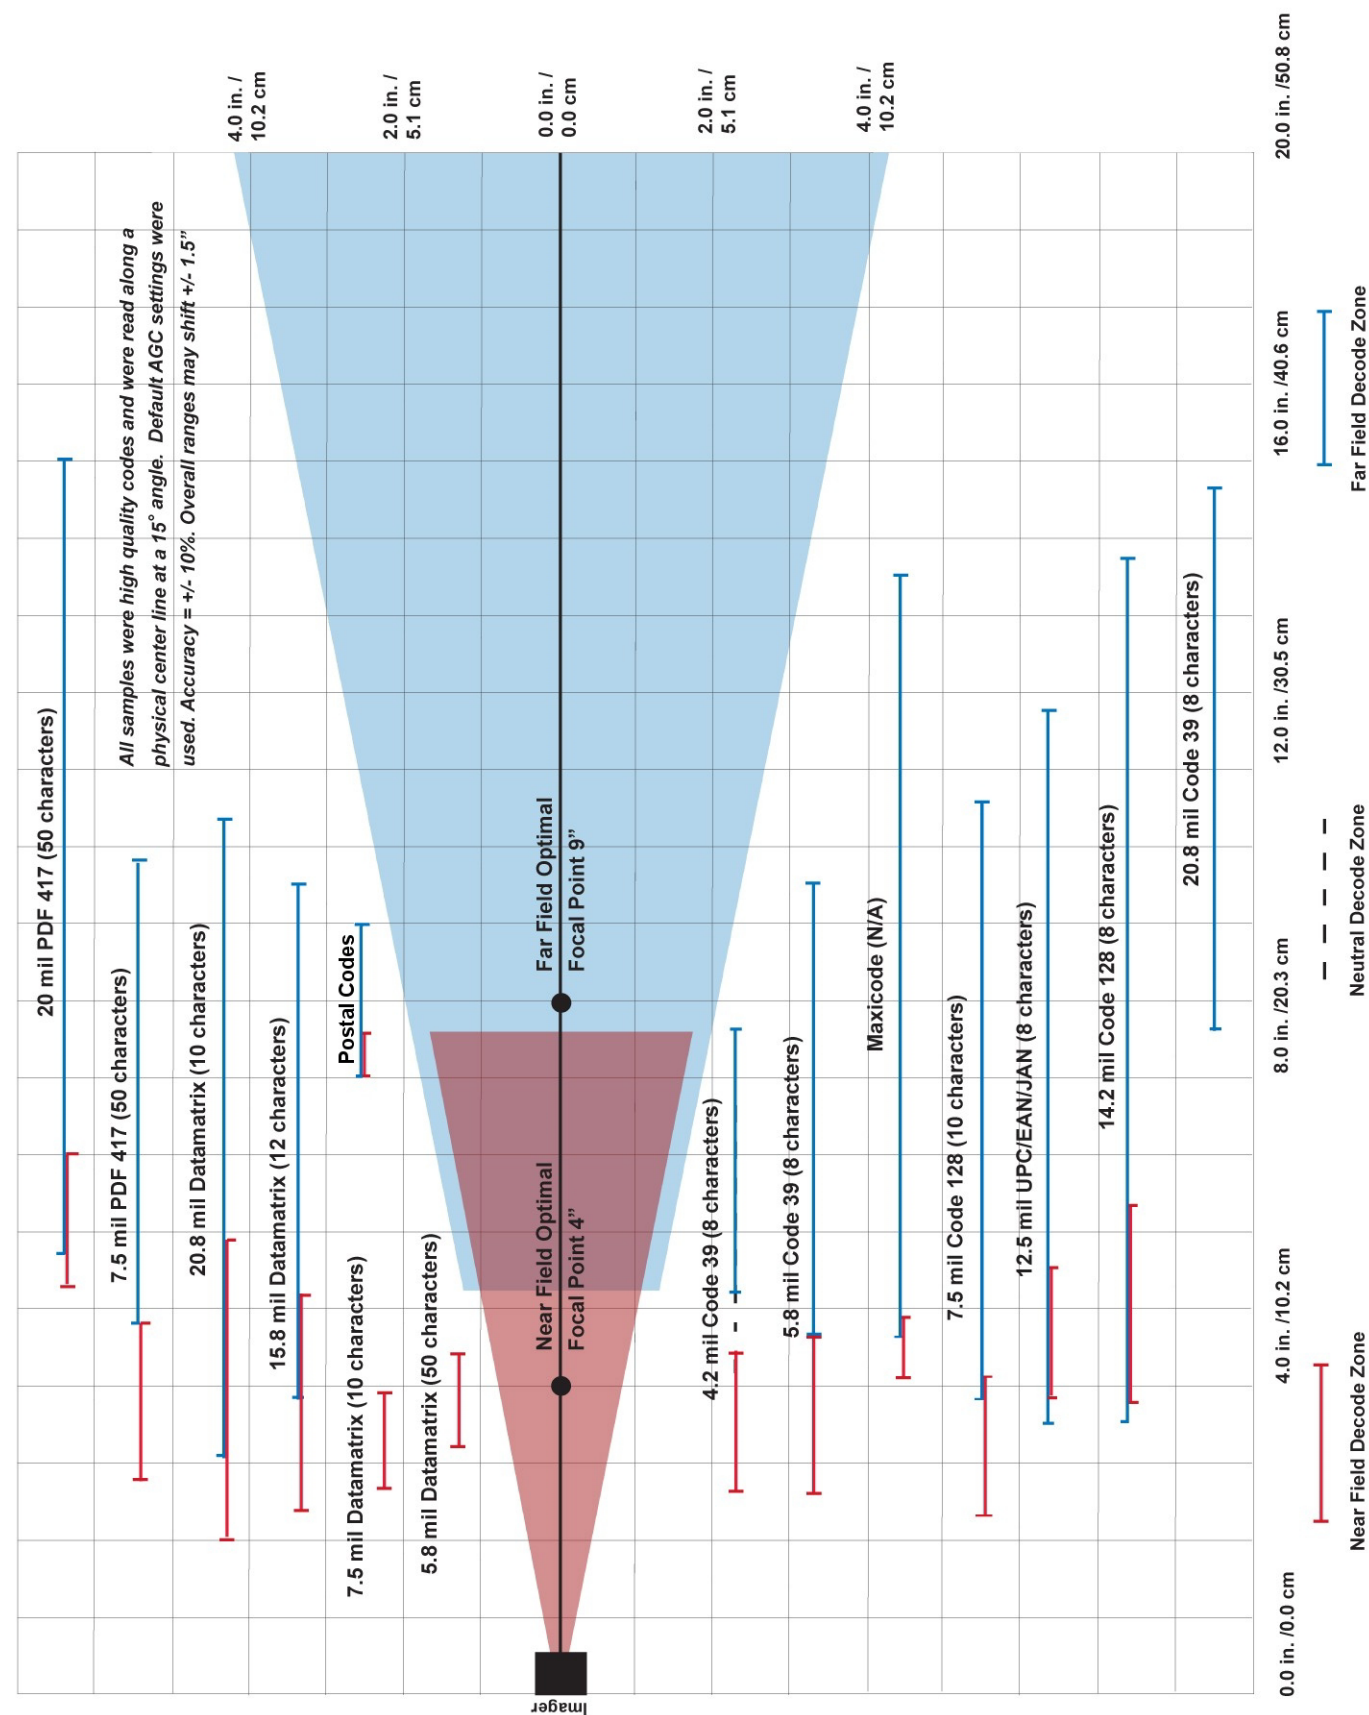 4.0 in. /
10.2 cm
2.0 in. /
5.1 cm
0.0 in. /
0.0 cm
2.0 in. /
5.1 cm
4.0 in. /
10.2 cm
All samples were high quality codes and were read along a
physical center line at a 15° angle.  Default AGC settings were
used. Accuracy = +/- 10%. Overall ranges may shift +/- 1.5”
20 mil PDF 417 (50 characters)
7.5 mil PDF 417 (50 characters)
20.8 mil Datamatrix (10 characters)
15.8 mil Datamatrix (12 characters)
Postal Codes
7.5 mil Datamatrix (10 characters)
5.8 mil Datamatrix (50 characters)
Imager
Near Field Optimal
Focal Point 4”
Far Field Optimal
Focal Point 9”
4.2 mil Code 39 (8 characters)
5.8 mil Code 39 (8 characters)
Maxicode (N/A)
7.5 mil Code 128 (10 characters)
12.5 mil UPC/EAN/JAN (8 characters)
14.2 mil Code 128 (8 characters)
20.8 mil Code 39 (8 characters)
0.0 in. /0.0 cm
4.0 in. /10.2 cm
8.0 in. /20.3 cm
12.0 in. /30.5 cm
16.0 in. /40.6 cm
20.0 in. /50.8 cm
Near Field Decode Zone
Neutral Decode Zone
Far Field Decode Zone